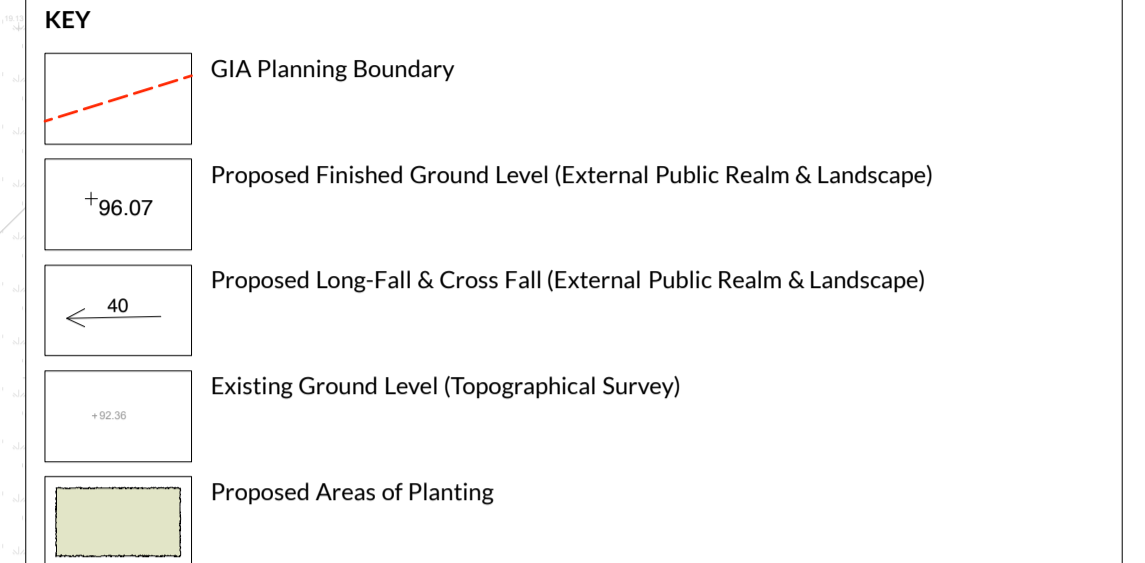 KEY
GIA Planning Boundary
+96.07
Proposed Finished Ground Level (External Public Realm & Landscape)
40
Proposed Long-Fall & Cross Fall (External Public Realm & Landscape)
+92.36
Existing Ground Level (Topographical Survey)
Proposed Areas of Planting